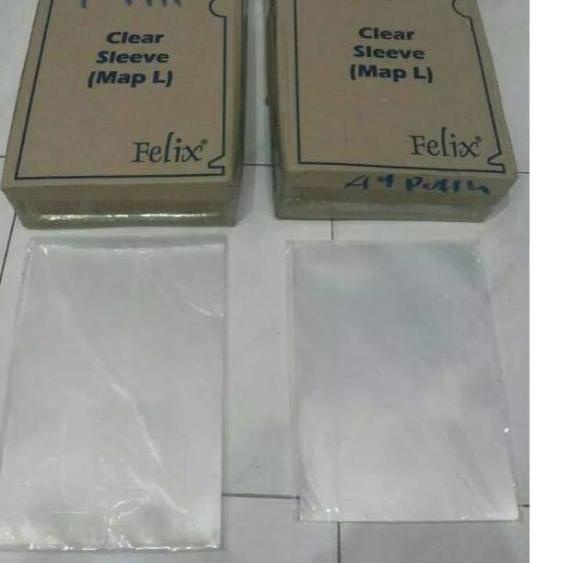 Clear
Sleeve
(Map L)
Felix®
Clear
Sleeve
(Map L)
Felix®
A4 Putih